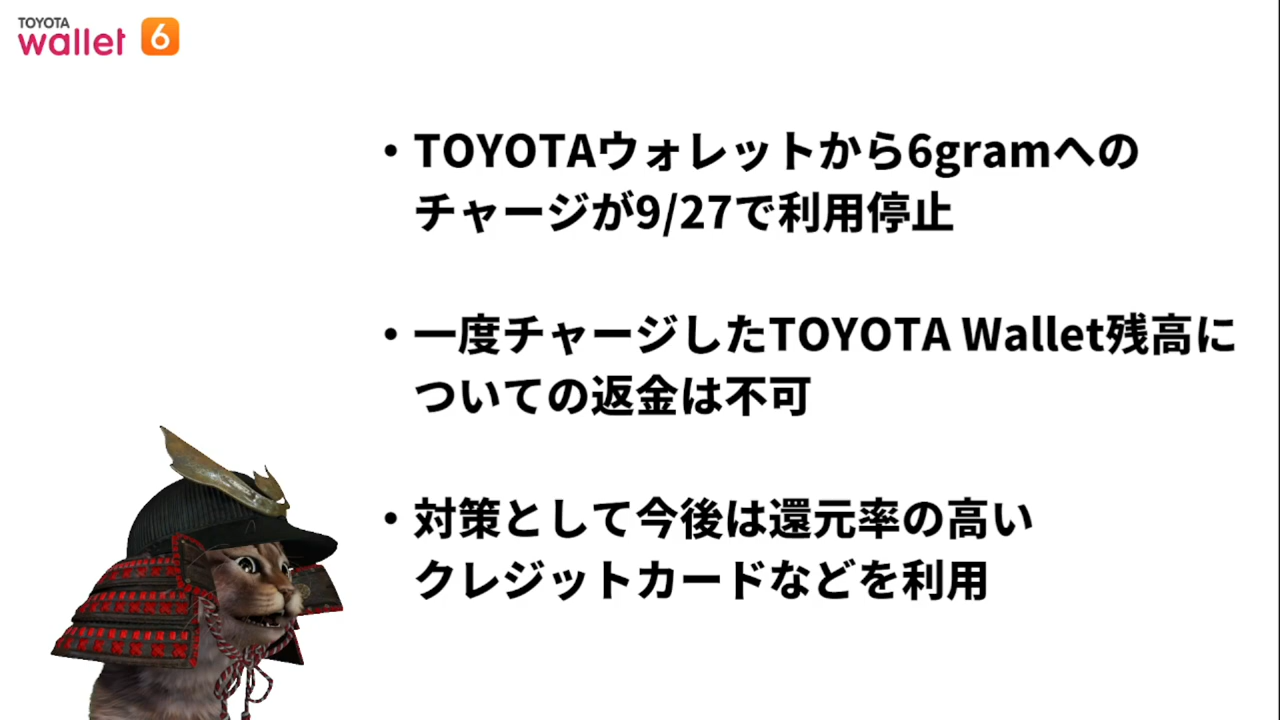 TOYOTA
wallet 6
・TOYOTAウォレットから6gramへの
チャージが9/27で利用停止
・一度チャージしたTOYOTA Wallet残高に
ついての返金は不可
・対策として今後は還元率の高い
クレジットカードなどを利用